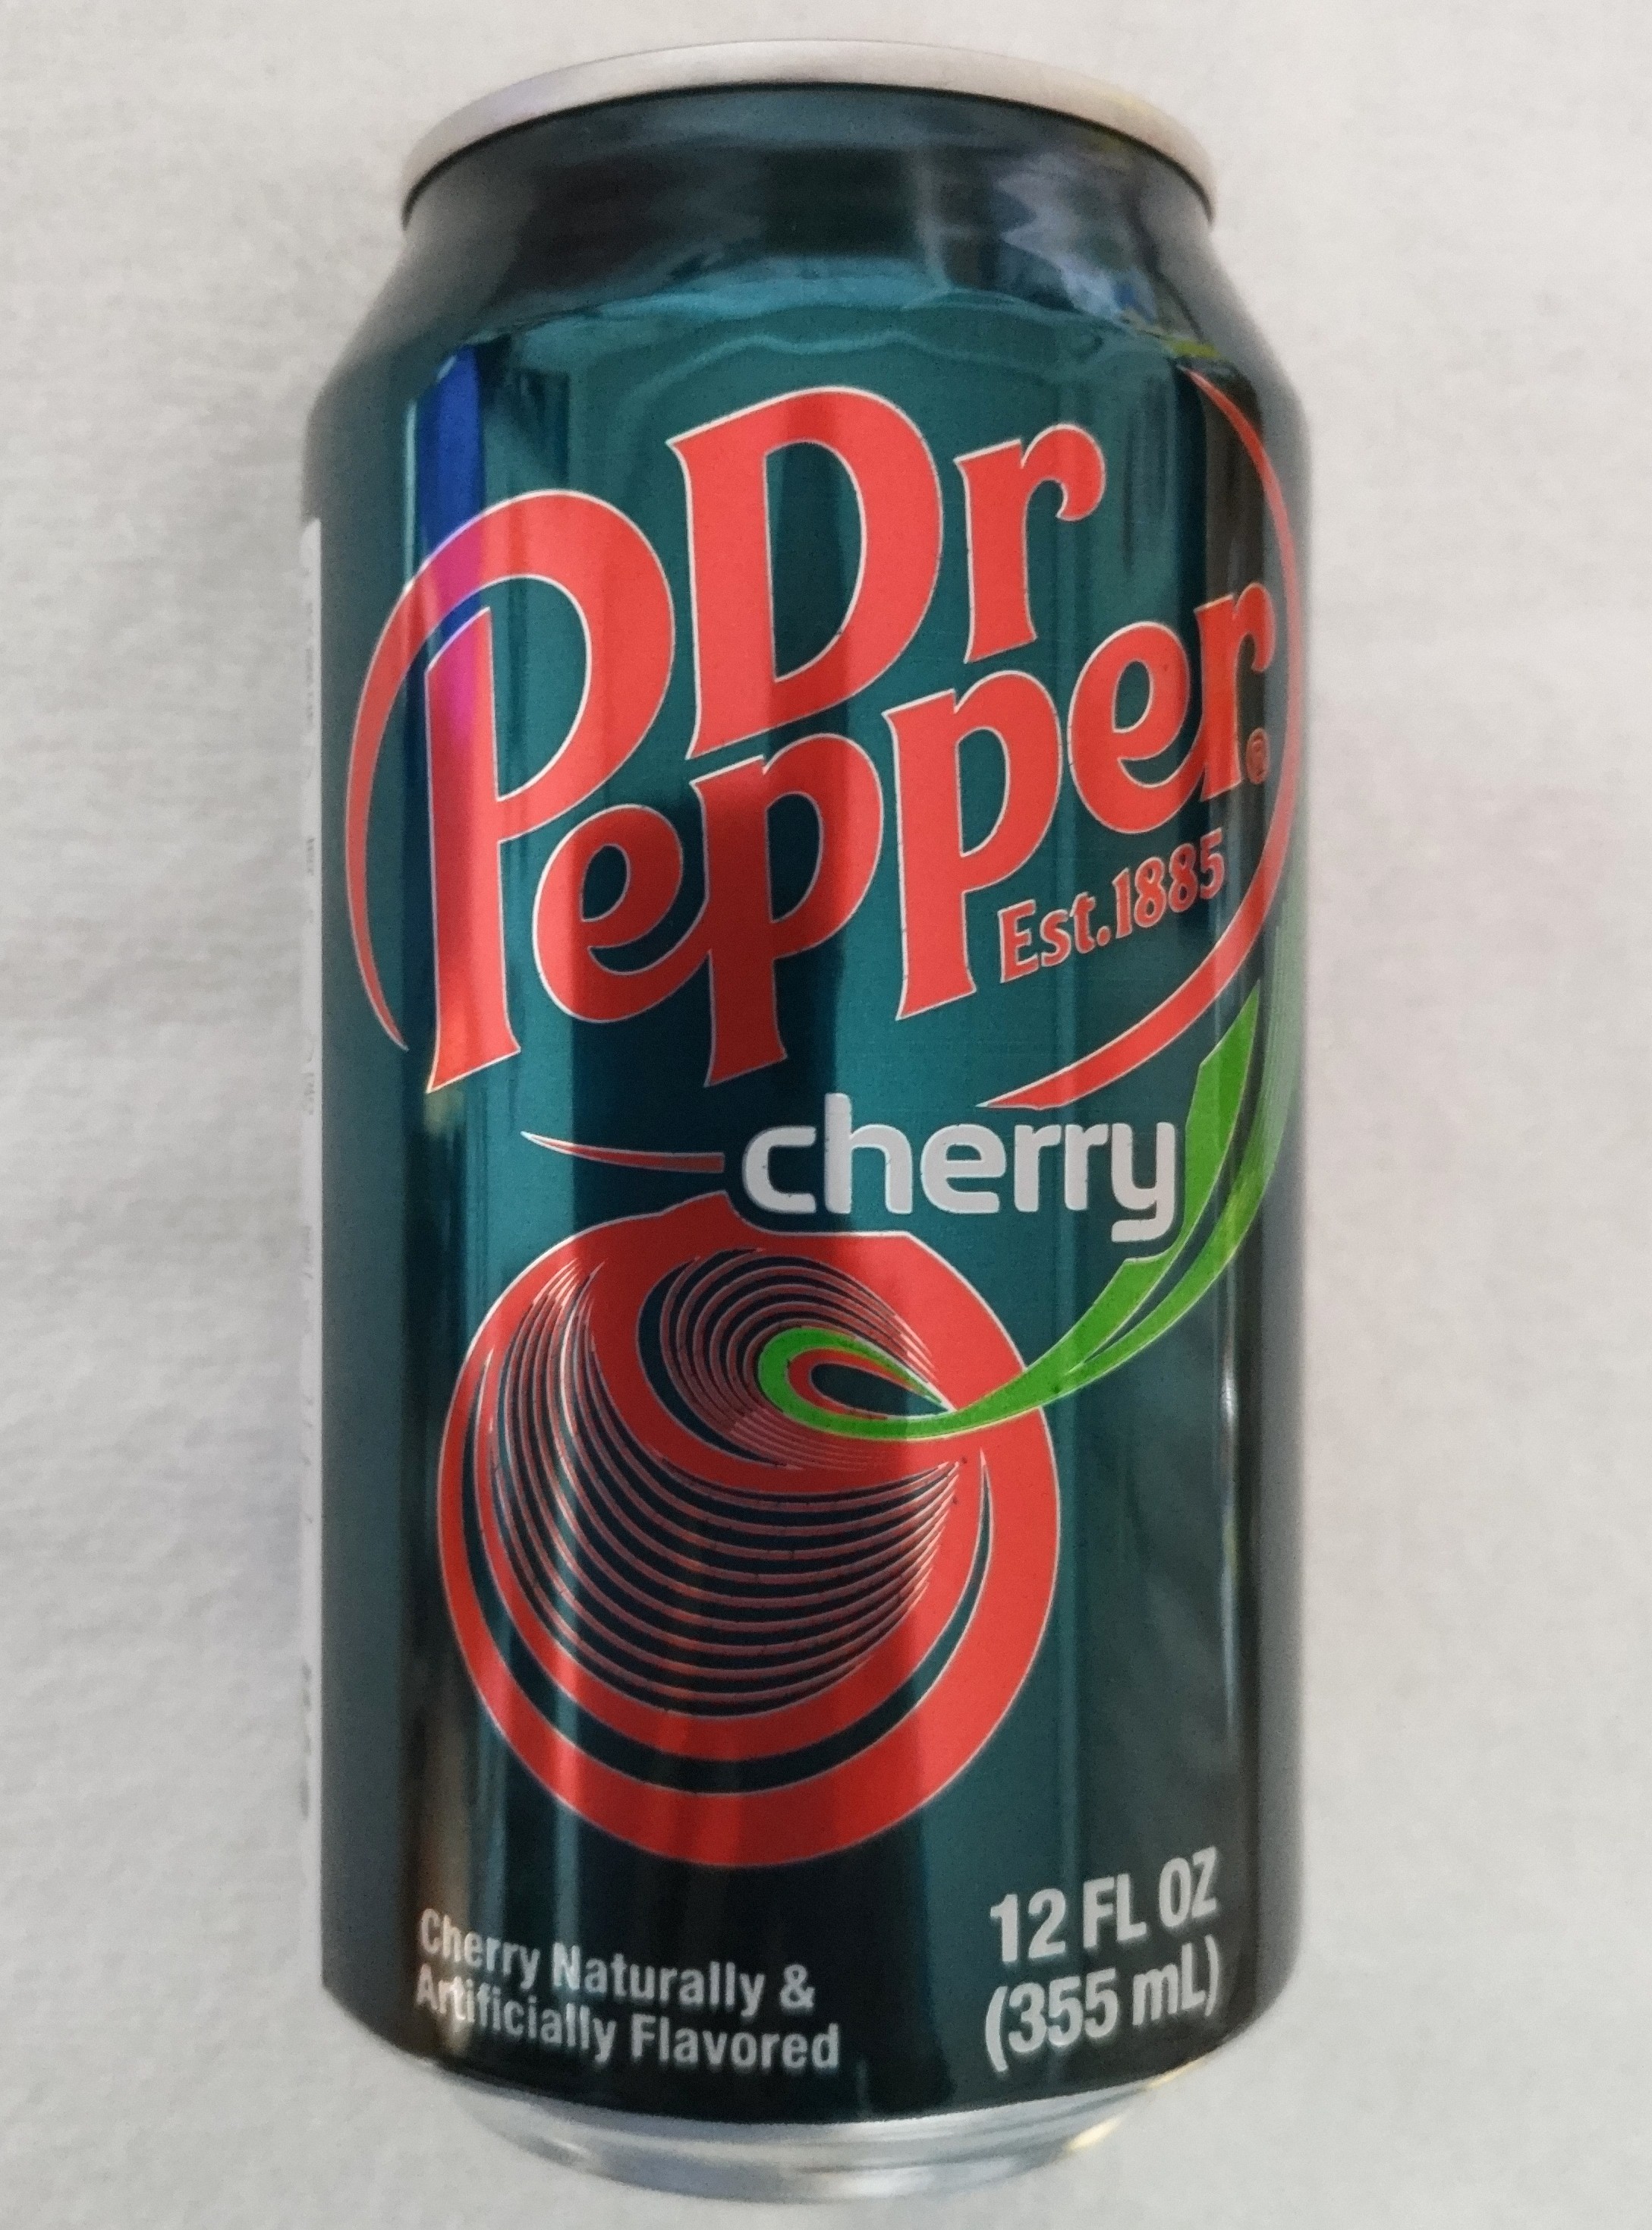 Dr
Pepper®
Est.1885
cherry
Cherry Naturally &
Artificially Flavored
12 FL OZ
(355 mL)